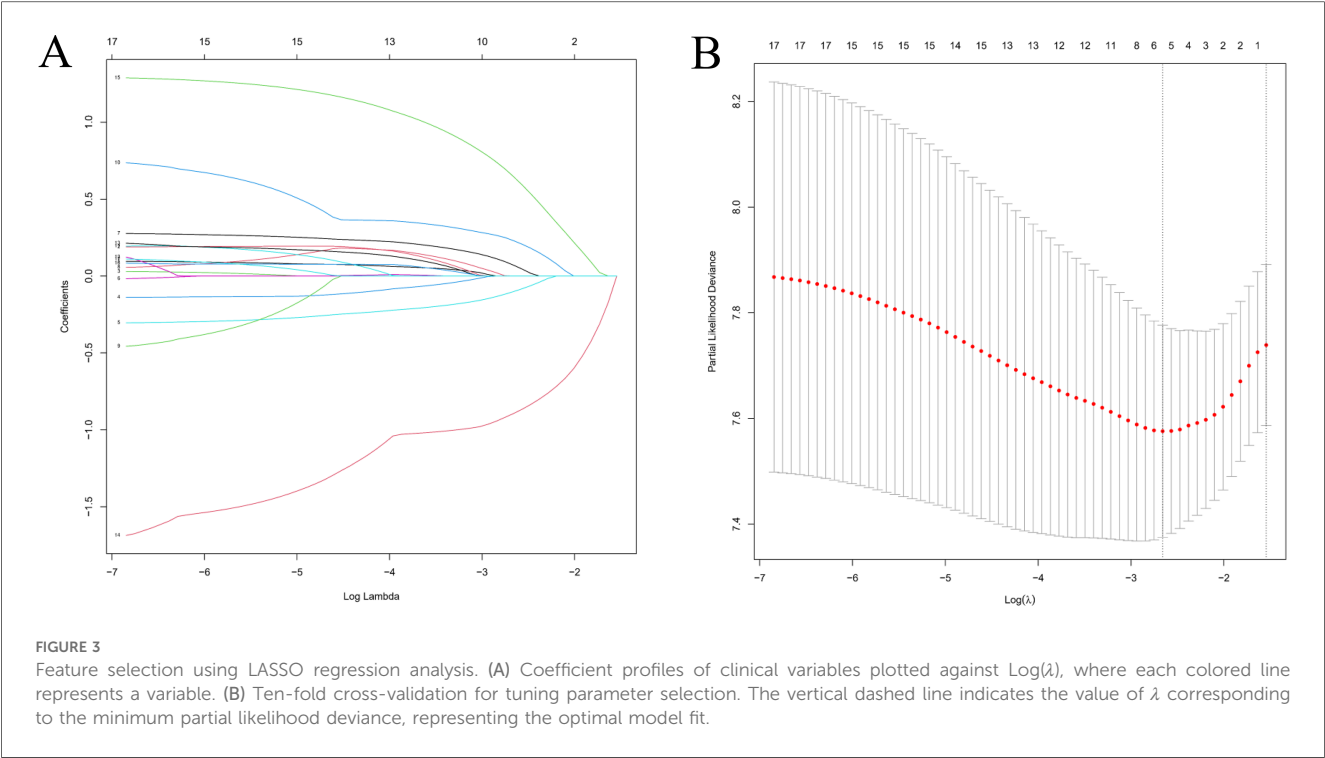 A
17 15 15 13 10 2
15
10
7
4
5
9
14
1.0
0.5
0.0
−0.5
−1.0
−1.5
Coefficients
−7 −6 −5 −4 −3 −2
Log Lambda
B
17 17 17 15 15 15 15 14 15 13 13 12 12 11 8 6 5 4 3 2 2 1
8.2
8.0
7.8
7.6
7.4
Partial Likelihood Deviance
−7 −6 −5 −4 −3 −2
Log(λ)
FIGURE 3
Feature selection using LASSO regression analysis. (A) Coefficient profiles of clinical variables plotted against Log(λ), where each colored line
represents a variable. (B) Ten-fold cross-validation for tuning parameter selection. The vertical dashed line indicates the value of λ corresponding
to the minimum partial likelihood deviance, representing the optimal model fit.